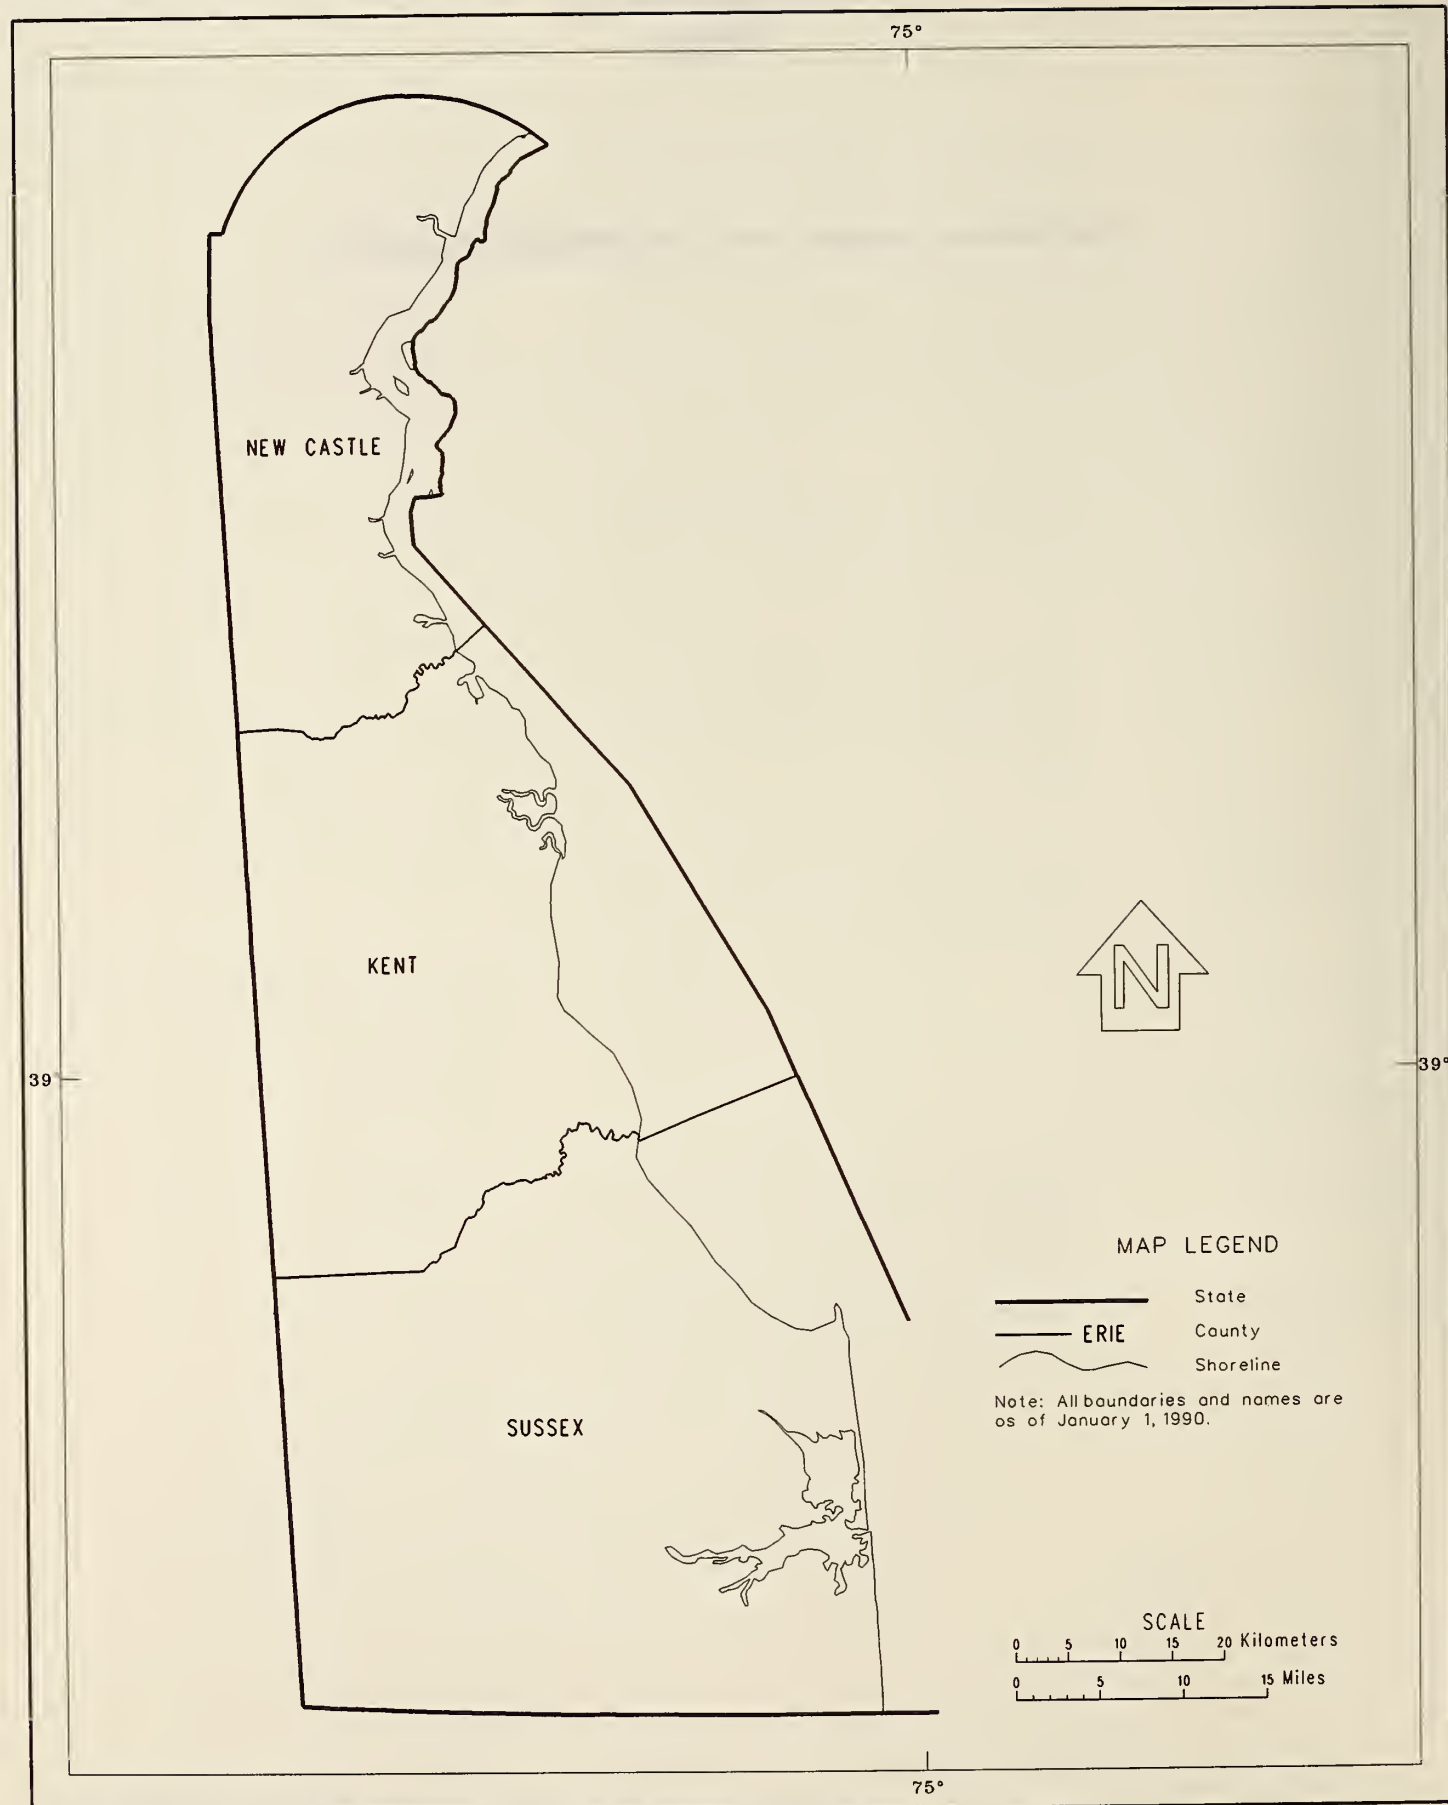 75°
NEW CASTLE
KENT
N
39
39°
MAP LEGEND
State
ERIE County
Shoreline
Note: All boundaries and names are
as of January 1, 1990.
SUSSEX
SCALE
0 5 10 15 20 Kilometers
0 5 10 15 Miles
75°